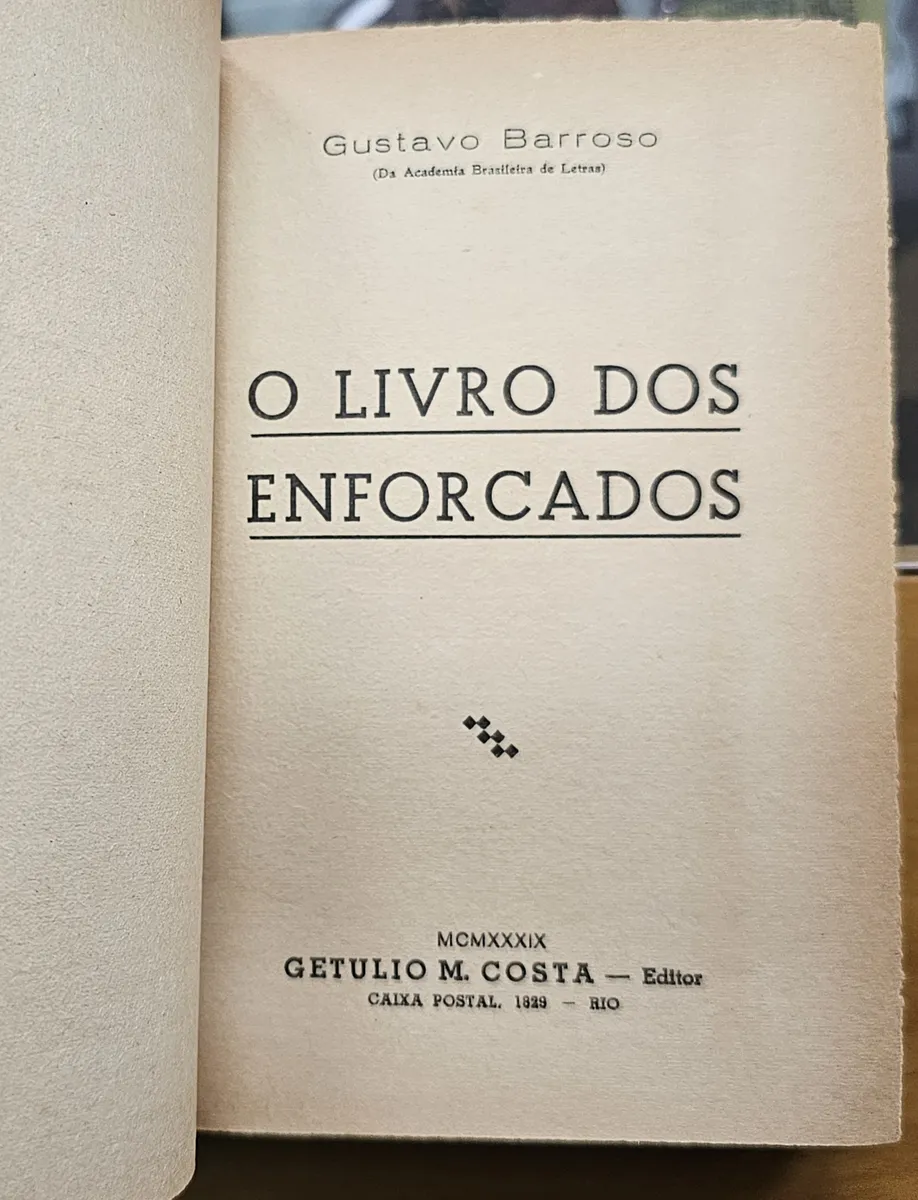 Gustavo Barroso
(Da Academia Brasileira de Letras)
O LIVRO DOS
ENFORCADOS
MCMXXXIX
GETULIO M. COSTA — Editor
CAIXA POSTAL, 1829 — RIO